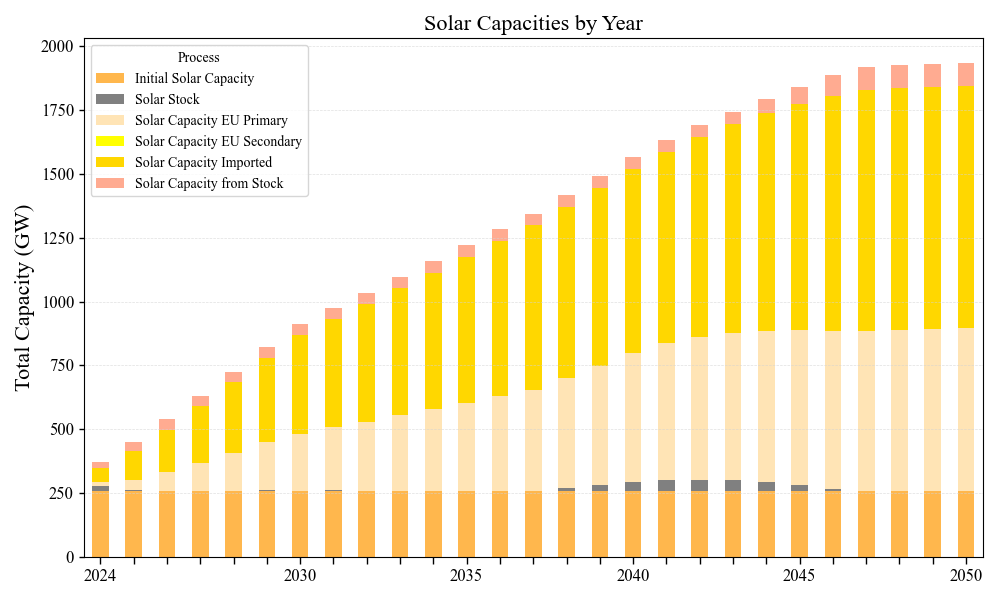 Solar Capacities by Year
Total Capacity (GW)
2000
1750
1500
1250
1000
750
500
250
0
Process
Initial Solar Capacity
Solar Stock
Solar Capacity EU Primary
Solar Capacity EU Secondary
Solar Capacity Imported
Solar Capacity from Stock
2024
2030
2035
2040
2045
2050